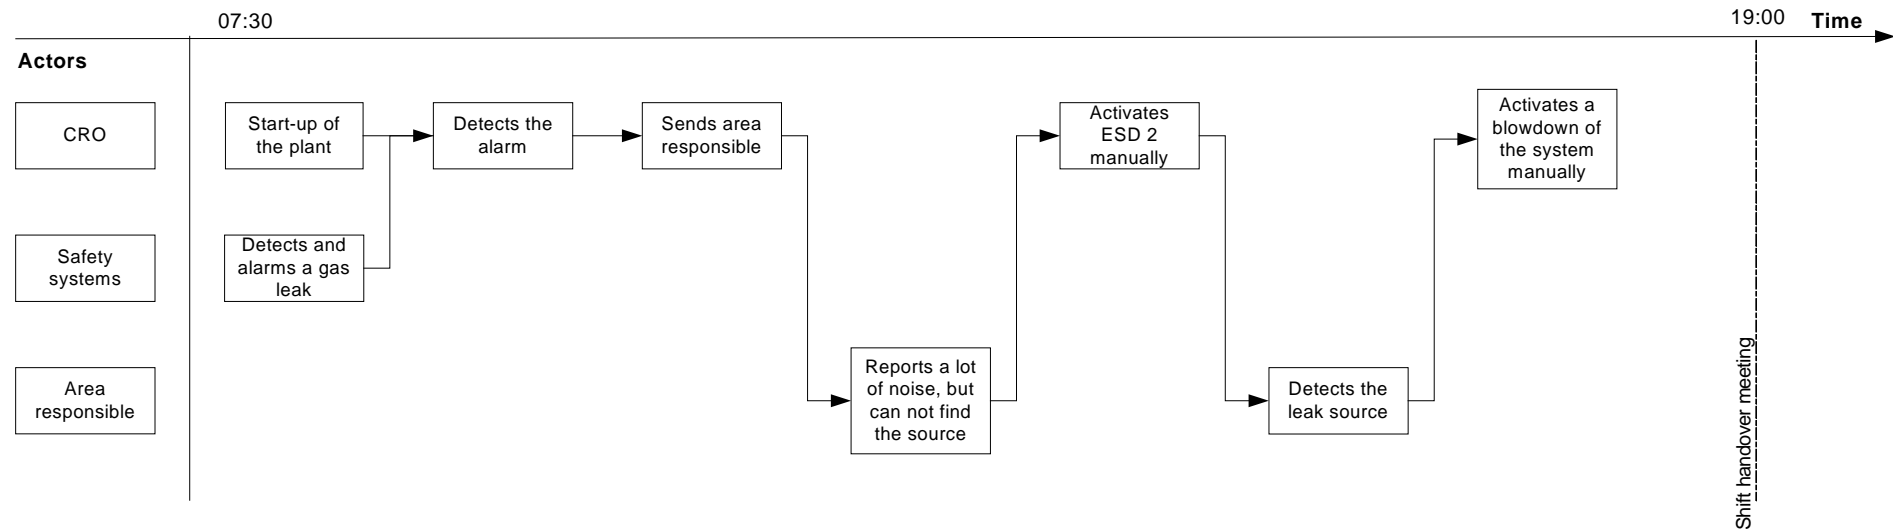 07:30
19:00
Time
Actors
CRO
Start-up of
the plant
Detects the
alarm
Sends area
responsible
Activates
ESD 2
manually
Activates a
blowdown of
the system
manually
Safety
systems
Detects and
alarms a gas
leak
Area
responsible
Reports a lot
of noise, but
can not find
the source
Detects the
leak source
Shift handover meeting